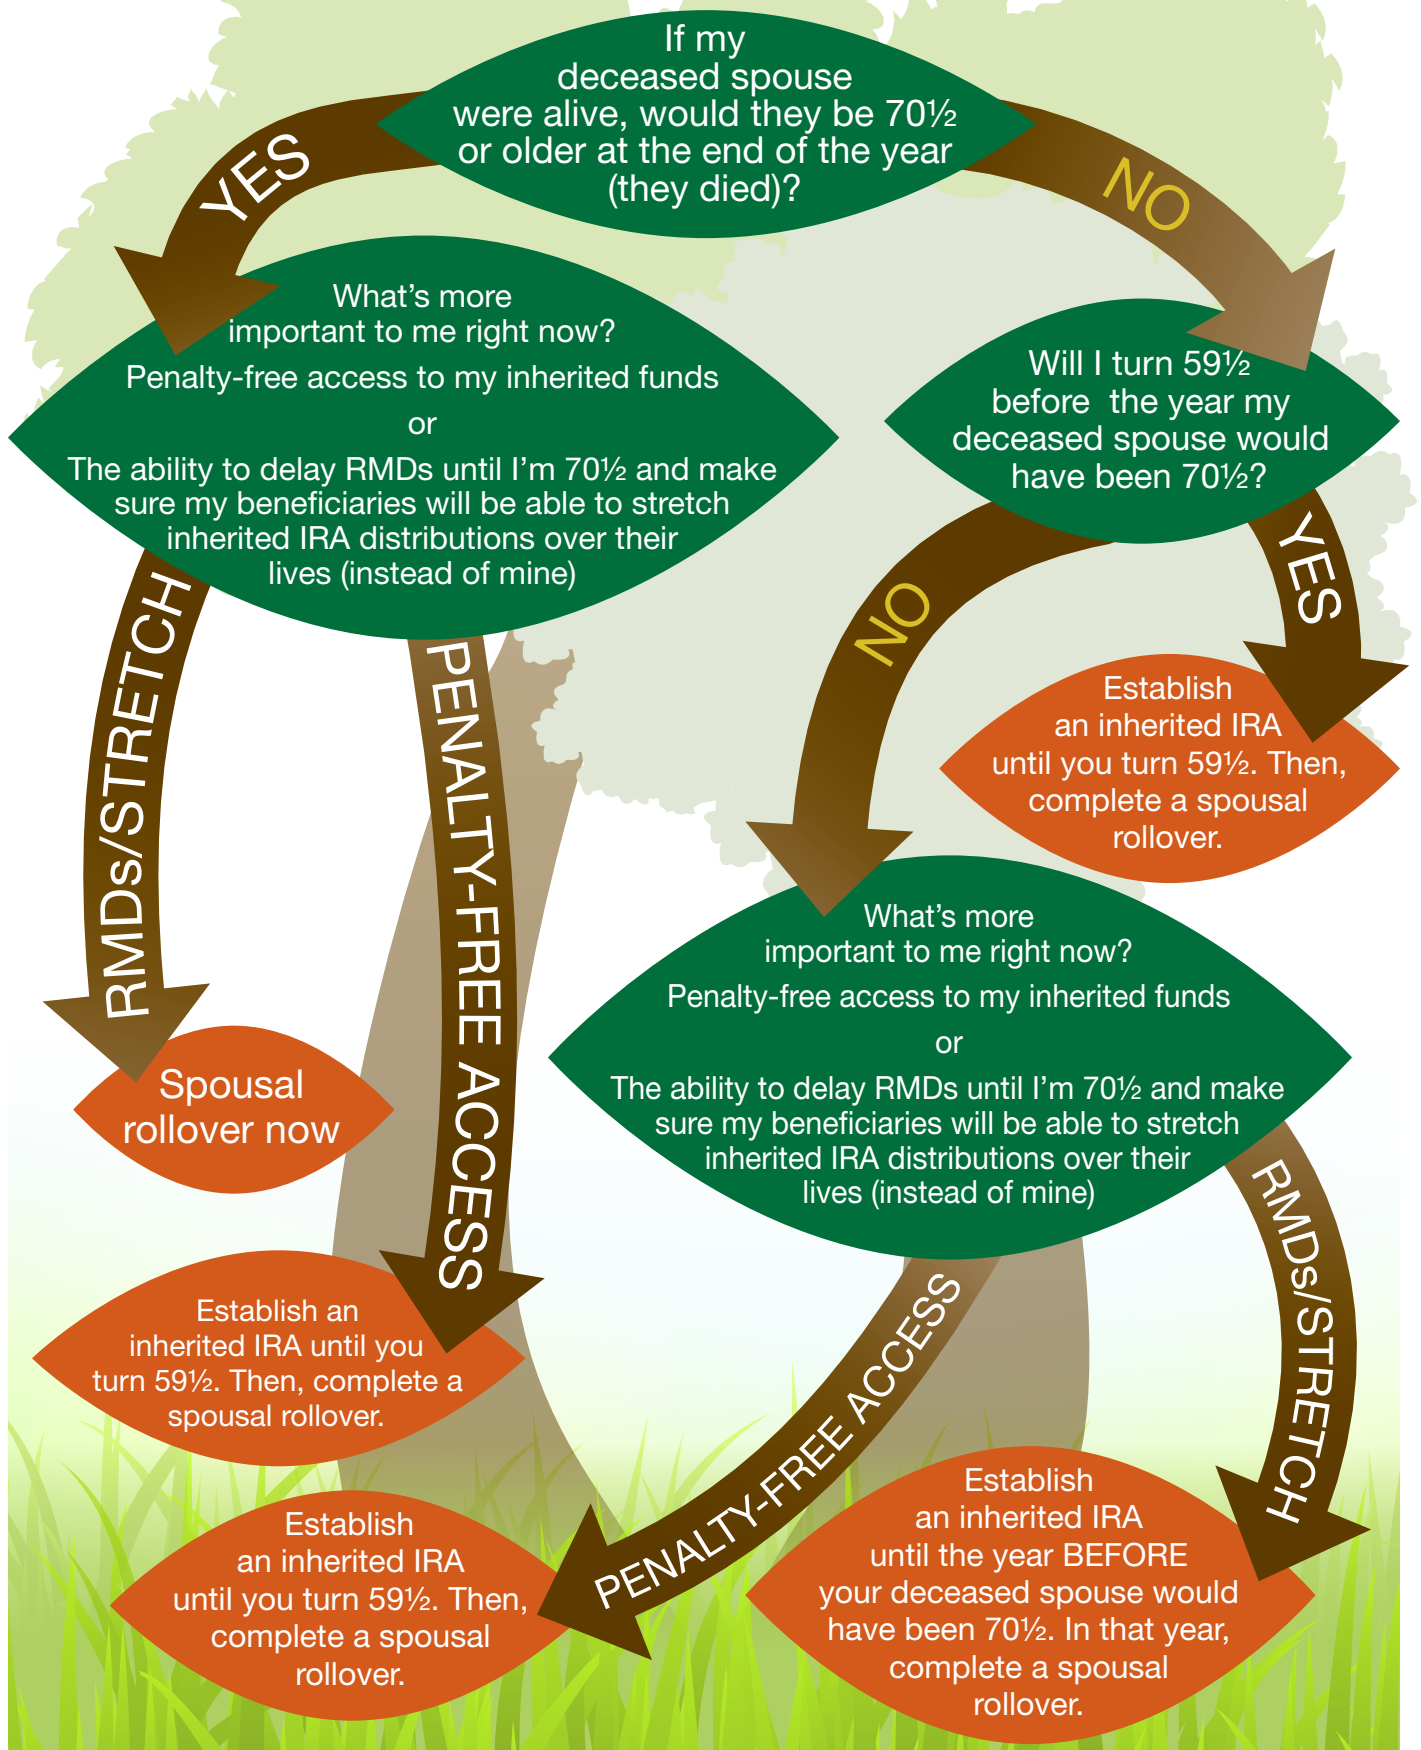 If my
deceased spouse
were alive, would they be 70½
or older at the end of the year
(they died)?
YES
NO
What’s more
important to me right now?
Penalty-free access to my inherited funds
or
The ability to delay RMDs until I’m 70½ and make
sure my beneficiaries will be able to stretch
inherited IRA distributions over their
lives (instead of mine)
Will I turn 59½
before the year my
deceased spouse would
have been 70½?
RMDs/STRETCH
PENALTY-FREE ACCESS
NO
YES
Establish
an inherited IRA
until you turn 59½. Then,
complete a spousal
rollover.
What’s more
important to me right now?
Penalty-free access to my inherited funds
or
The ability to delay RMDs until I’m 70½ and make
sure my beneficiaries will be able to stretch
inherited IRA distributions over their
lives (instead of mine)
Spousal
rollover now
Establish an
inherited IRA until you
turn 59½. Then, complete a
spousal rollover.
PENALTY-FREE ACCESS
RMDs/STRETCH
Establish
an inherited IRA
until you turn 59½. Then,
complete a spousal
rollover.
Establish
an inherited IRA
until the year BEFORE
your deceased spouse would
have been 70½. In that year,
complete a spousal
rollover.